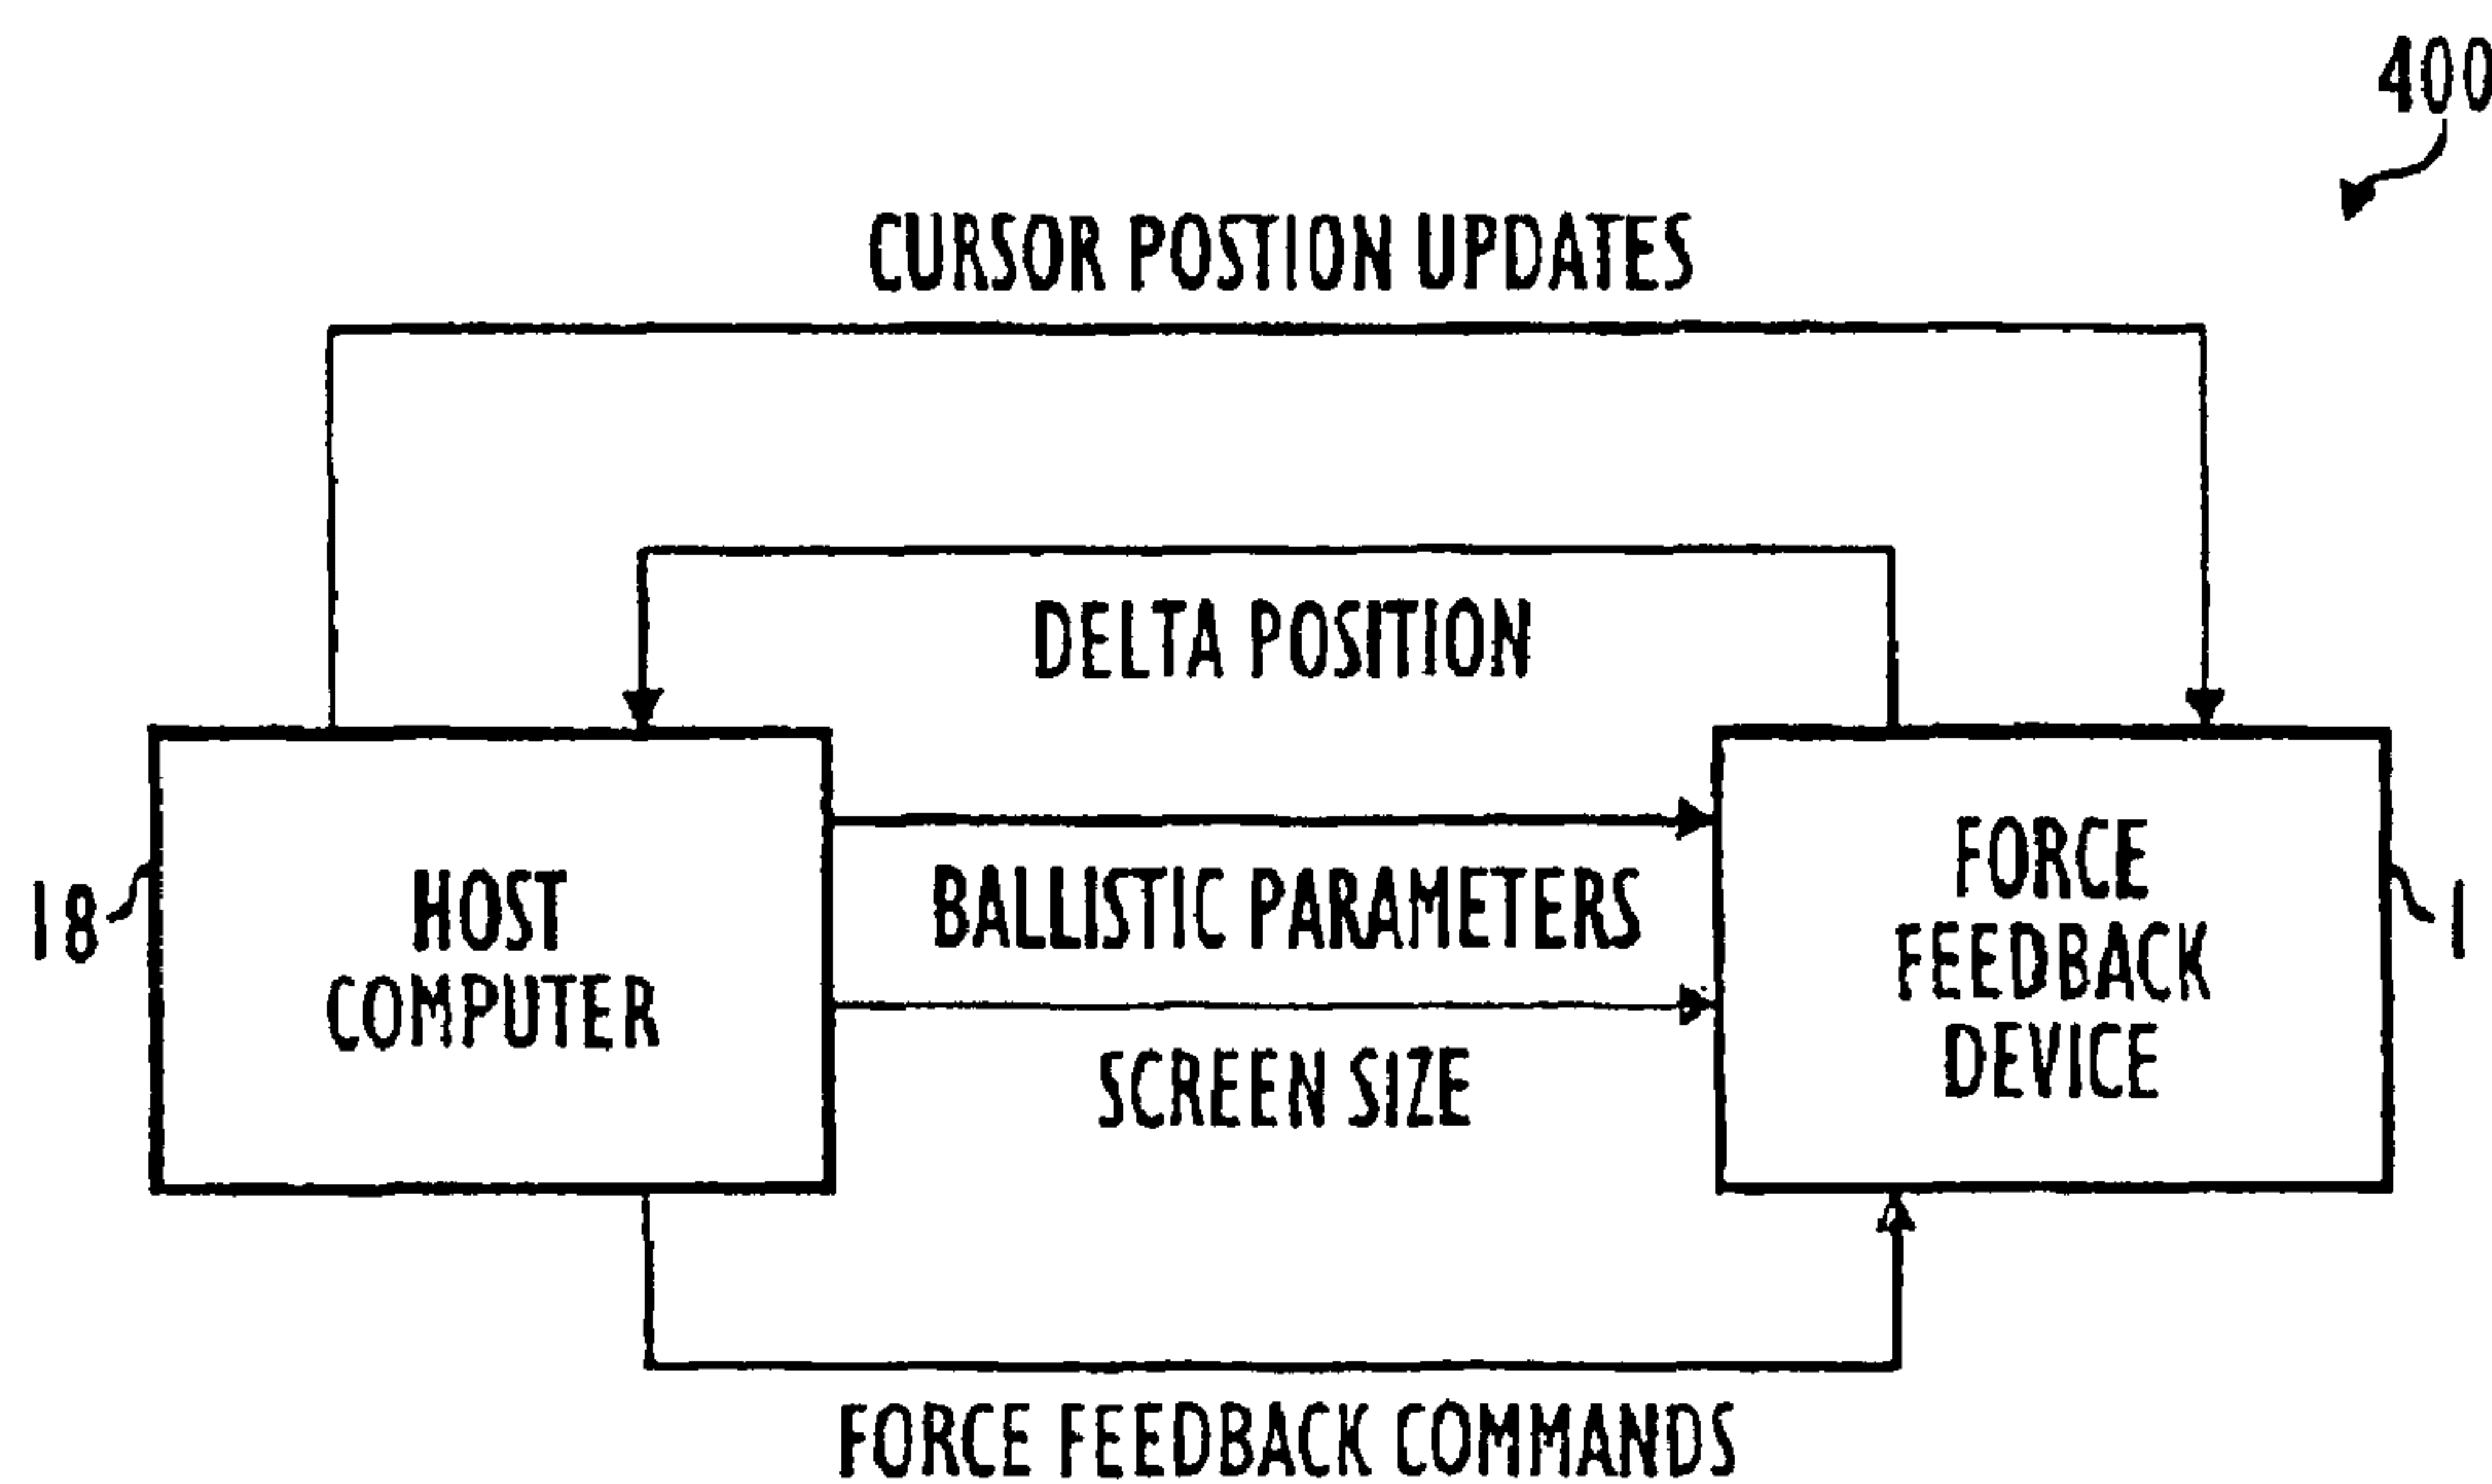 400
CURSOR POSTION UPDATES
DELTA POSITION
18
HOST
COMPUTER
BALLISTIC PARAMETERS
SCREEN SIZE
FORCE
FEEDBACK
DEVICE
1
FORCE FEEDBACK COMMANDS